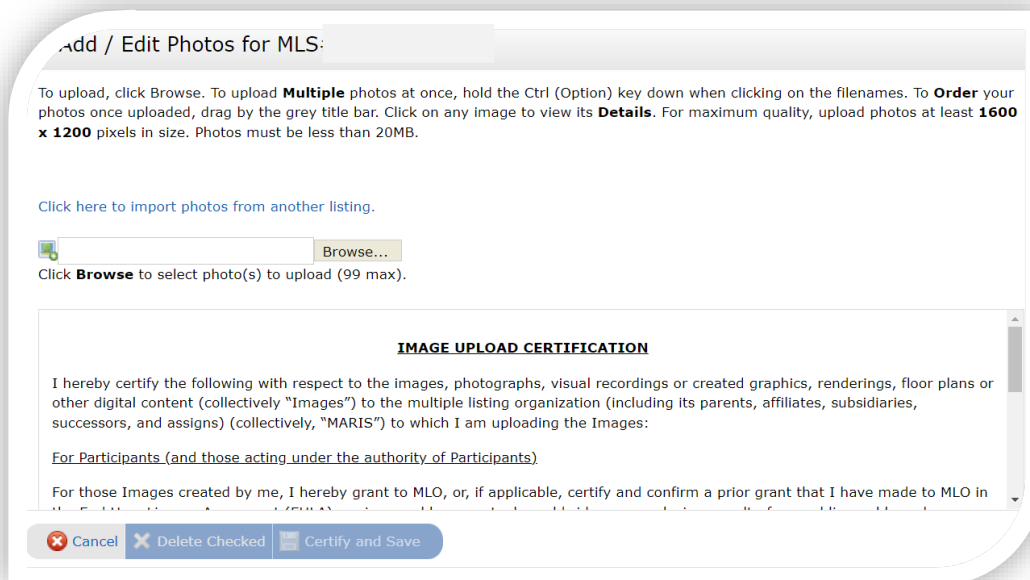 Add / Edit Photos for MLS
To upload, click Browse. To upload Multiple photos at once, hold the Ctrl (Option) key down when clicking on the filenames. To Order your
photos once uploaded, drag by the grey title bar. Click on any image to view its Details. For maximum quality, upload photos at least 1600
x 1200 pixels in size. Photos must be less than 20MB.
Click here to import photos from another listing.
Browse...
Click Browse to select photo(s) to upload (99 max).
IMAGE UPLOAD CERTIFICATION
I hereby certify the following with respect to the images, photographs, visual recordings or created graphics, renderings, floor plans or
other digital content (collectively “Images”) to the multiple listing organization (including its parents, affiliates, subsidiaries,
successors, and assigns) (collectively, “MARIS”) to which I am uploading the Images:
For Participants (and those acting under the authority of Participants)
For those Images created by me, I hereby grant to MLO, or, if applicable, certify and confirm a prior grant that I have made to MLO in
Cancel
Delete Checked
Certify and Save